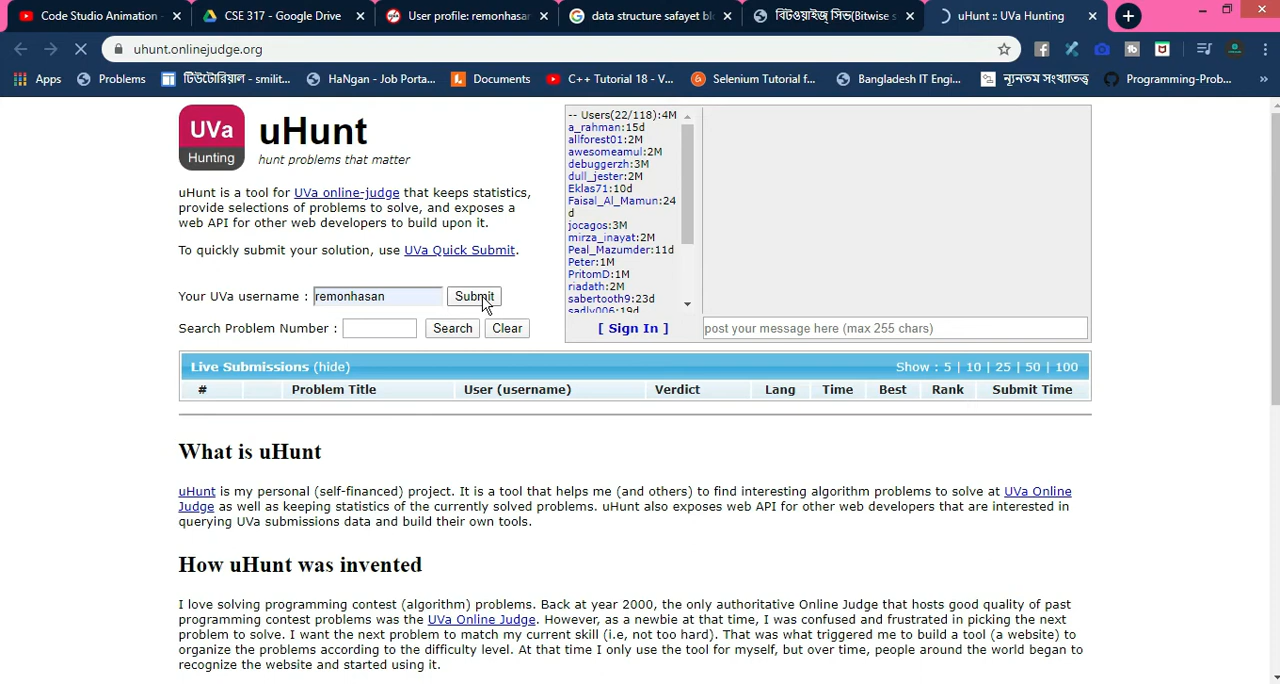 Code Studio Animation
CSE 317 - Google Drive
User profile: remonhasan
data structure safayet bl
বিটওয়াইজ সিভ(Bitwise s
uHunt :: UVa Hunting
uhunt.onlinejudge.org
Apps
Problems
টিউটোরিয়াল - smilit...
HaNgan - Job Porta...
Documents
C++ Tutorial 18 - V...
Selenium Tutorial f...
Bangladesh IT Engi...
ন্যূনতম সংখ্যাতত্ত্ব
Programming-Prob...
»
UVa
Hunting
uHunt
hunt problems that matter
uHunt is a tool for UVa online-judge that keeps statistics,
provide selections of problems to solve, and exposes a
web API for other web developers to build upon it.
To quickly submit your solution, use UVa Quick Submit.
Your UVa username : remonhasan Submit
Search Problem Number : Search Clear
-- Users(22/118):4M
a_rahman:15d
allforest01:2M
awesomeamul:2M
debuggerzh:3M
dull_jester:2M
Eklas71:10d
Faisal_Al_Mamun:24
d
jocagos:3M
mirza_inayat:2M
Peal_Mazumder:11d
Peter:1M
PritomD:1M
riadath:2M
sabertooth9:23d
sadly006:19d
[ Sign In ]
post your message here (max 255 chars)
Live Submissions (hide) Show : 5 | 10 | 25 | 50 | 100
# Problem Title User (username) Verdict Lang Time Best Rank Submit Time
What is uHunt
uHunt is my personal (self-financed) project. It is a tool that helps me (and others) to find interesting algorithm problems to solve at UVa Online
Judge as well as keeping statistics of the currently solved problems. uHunt also exposes web API for other web developers that are interested in
querying UVa submissions data and build their own tools.
How uHunt was invented
I love solving programming contest (algorithm) problems. Back at year 2000, the only authoritative Online Judge that hosts good quality of past
programming contest problems was the UVa Online Judge. However, as a newbie at that time, I was confused and frustrated in picking the next
problem to solve. I want the next problem to match my current skill (i.e, not too hard). That was what triggered me to build a tool (a website) to
organize the problems according to the difficulty level. At that time I only use the tool for myself, but over time, people around the world began to
recognize the website and started using it.